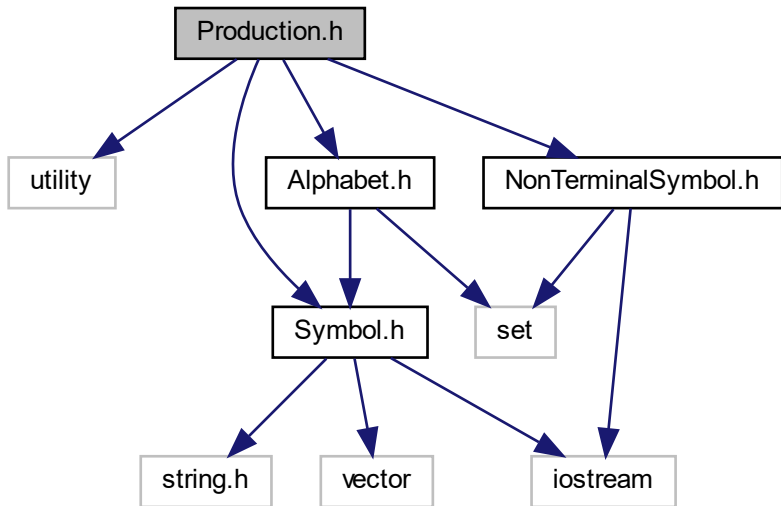 Production.h
utility
Alphabet.h
NonTerminalSymbol.h
Symbol.h
set
string.h
vector
iostream